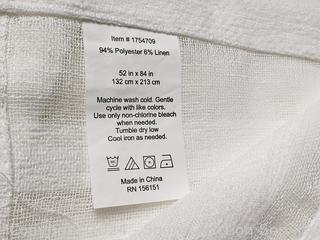 Item # 1754709
94% Polyester 6% Linen
52 in x 84 in
132 cm x 213 cm
Machine wash cold. Gentle
cycle with like colors.
Use only non-chlorine bleach
when needed.
Tumble dry low
Cool iron as needed.
Made in China
RN 156151